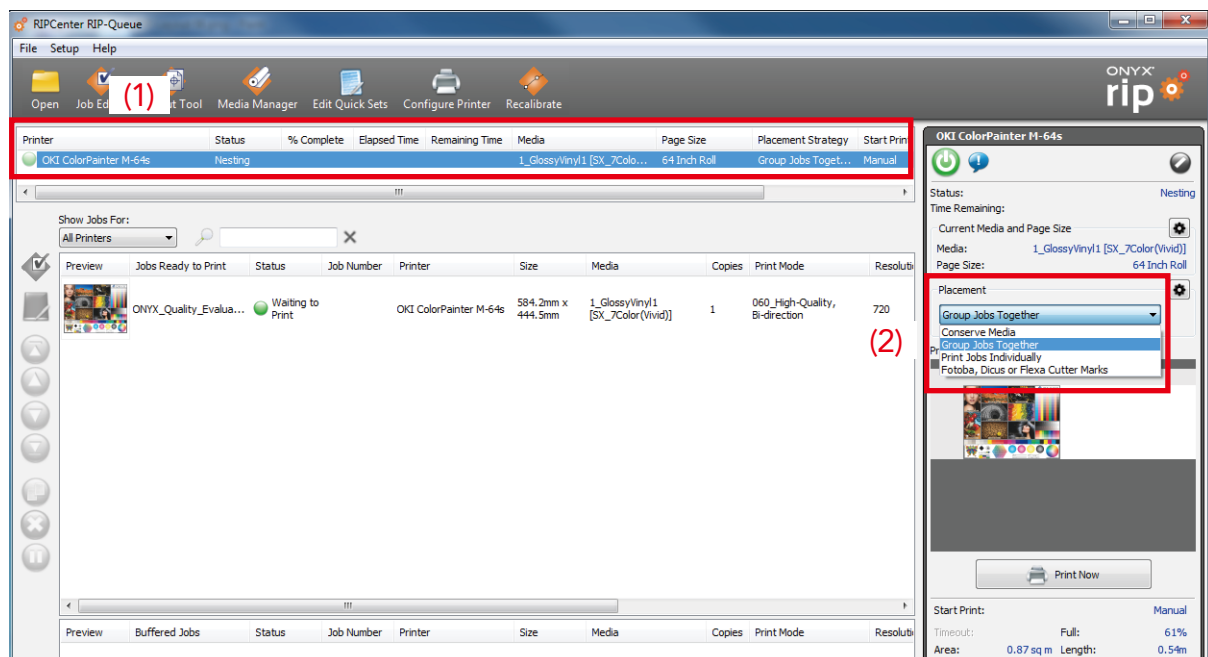 RIPCenter RIP-Queue
File Setup Help
Open Job Ed (1) ut Tool Media Manager Edit Quick Sets Configure Printer Recalibrate
ONYX
rip
Printer Status % Complete Elapsed Time Remaining Time Media Page Size Placement Strategy Start Prin
OKI ColorPainter M-64s Nesting 1_GlossyVinyl1 [SX_7Colo... 64 Inch Roll Group Jobs Toget... Manual
Show Jobs For:
All Printers
Preview Jobs Ready to Print Status Job Number Printer Size Media Copies Print Mode Resoluti
ONYX_Quality_Evalua... Waiting to Print OKI ColorPainter M-64s 584.2mm x 444.5mm 1_GlossyVinyl1 [SX_7Color(Vivid)] 1 060_High-Quality, Bi-direction 720
(2)
Preview Buffered Jobs Status Job Number Printer Size Media Copies Print Mode Resoluti
OKI ColorPainter M-64s
Status: Nesting
Time Remaining:
Current Media and Page Size
Media: 1_GlossyVinyl1 [SX_7Color(Vivid)]
Page Size: 64 Inch Roll
Placement
Group Jobs Together
Conserve Media
Group Jobs Together
Print Jobs Individually
Fotoba, Dicus or Flexa Cutter Marks
Pr
Print Now
Start Print: Manual
Timeout: Full: 61%
Area: 0.87 sq m Length: 0.54m